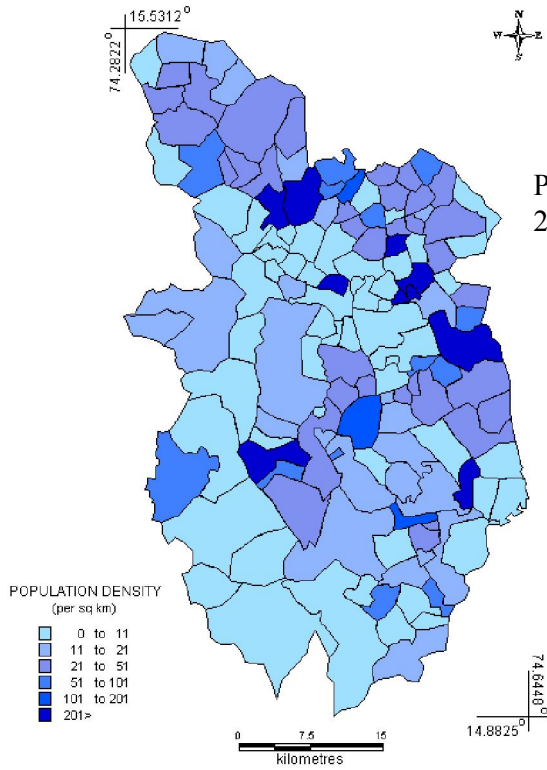 15.5312°
74.2822°
N
W E
S
P
2
POPULATION DENSITY
(per sq km)
0 to 11
11 to 21
21 to 51
51 to 101
101 to 201
201>
74.6448°
14.8825°
0 7.5 15
kilometres